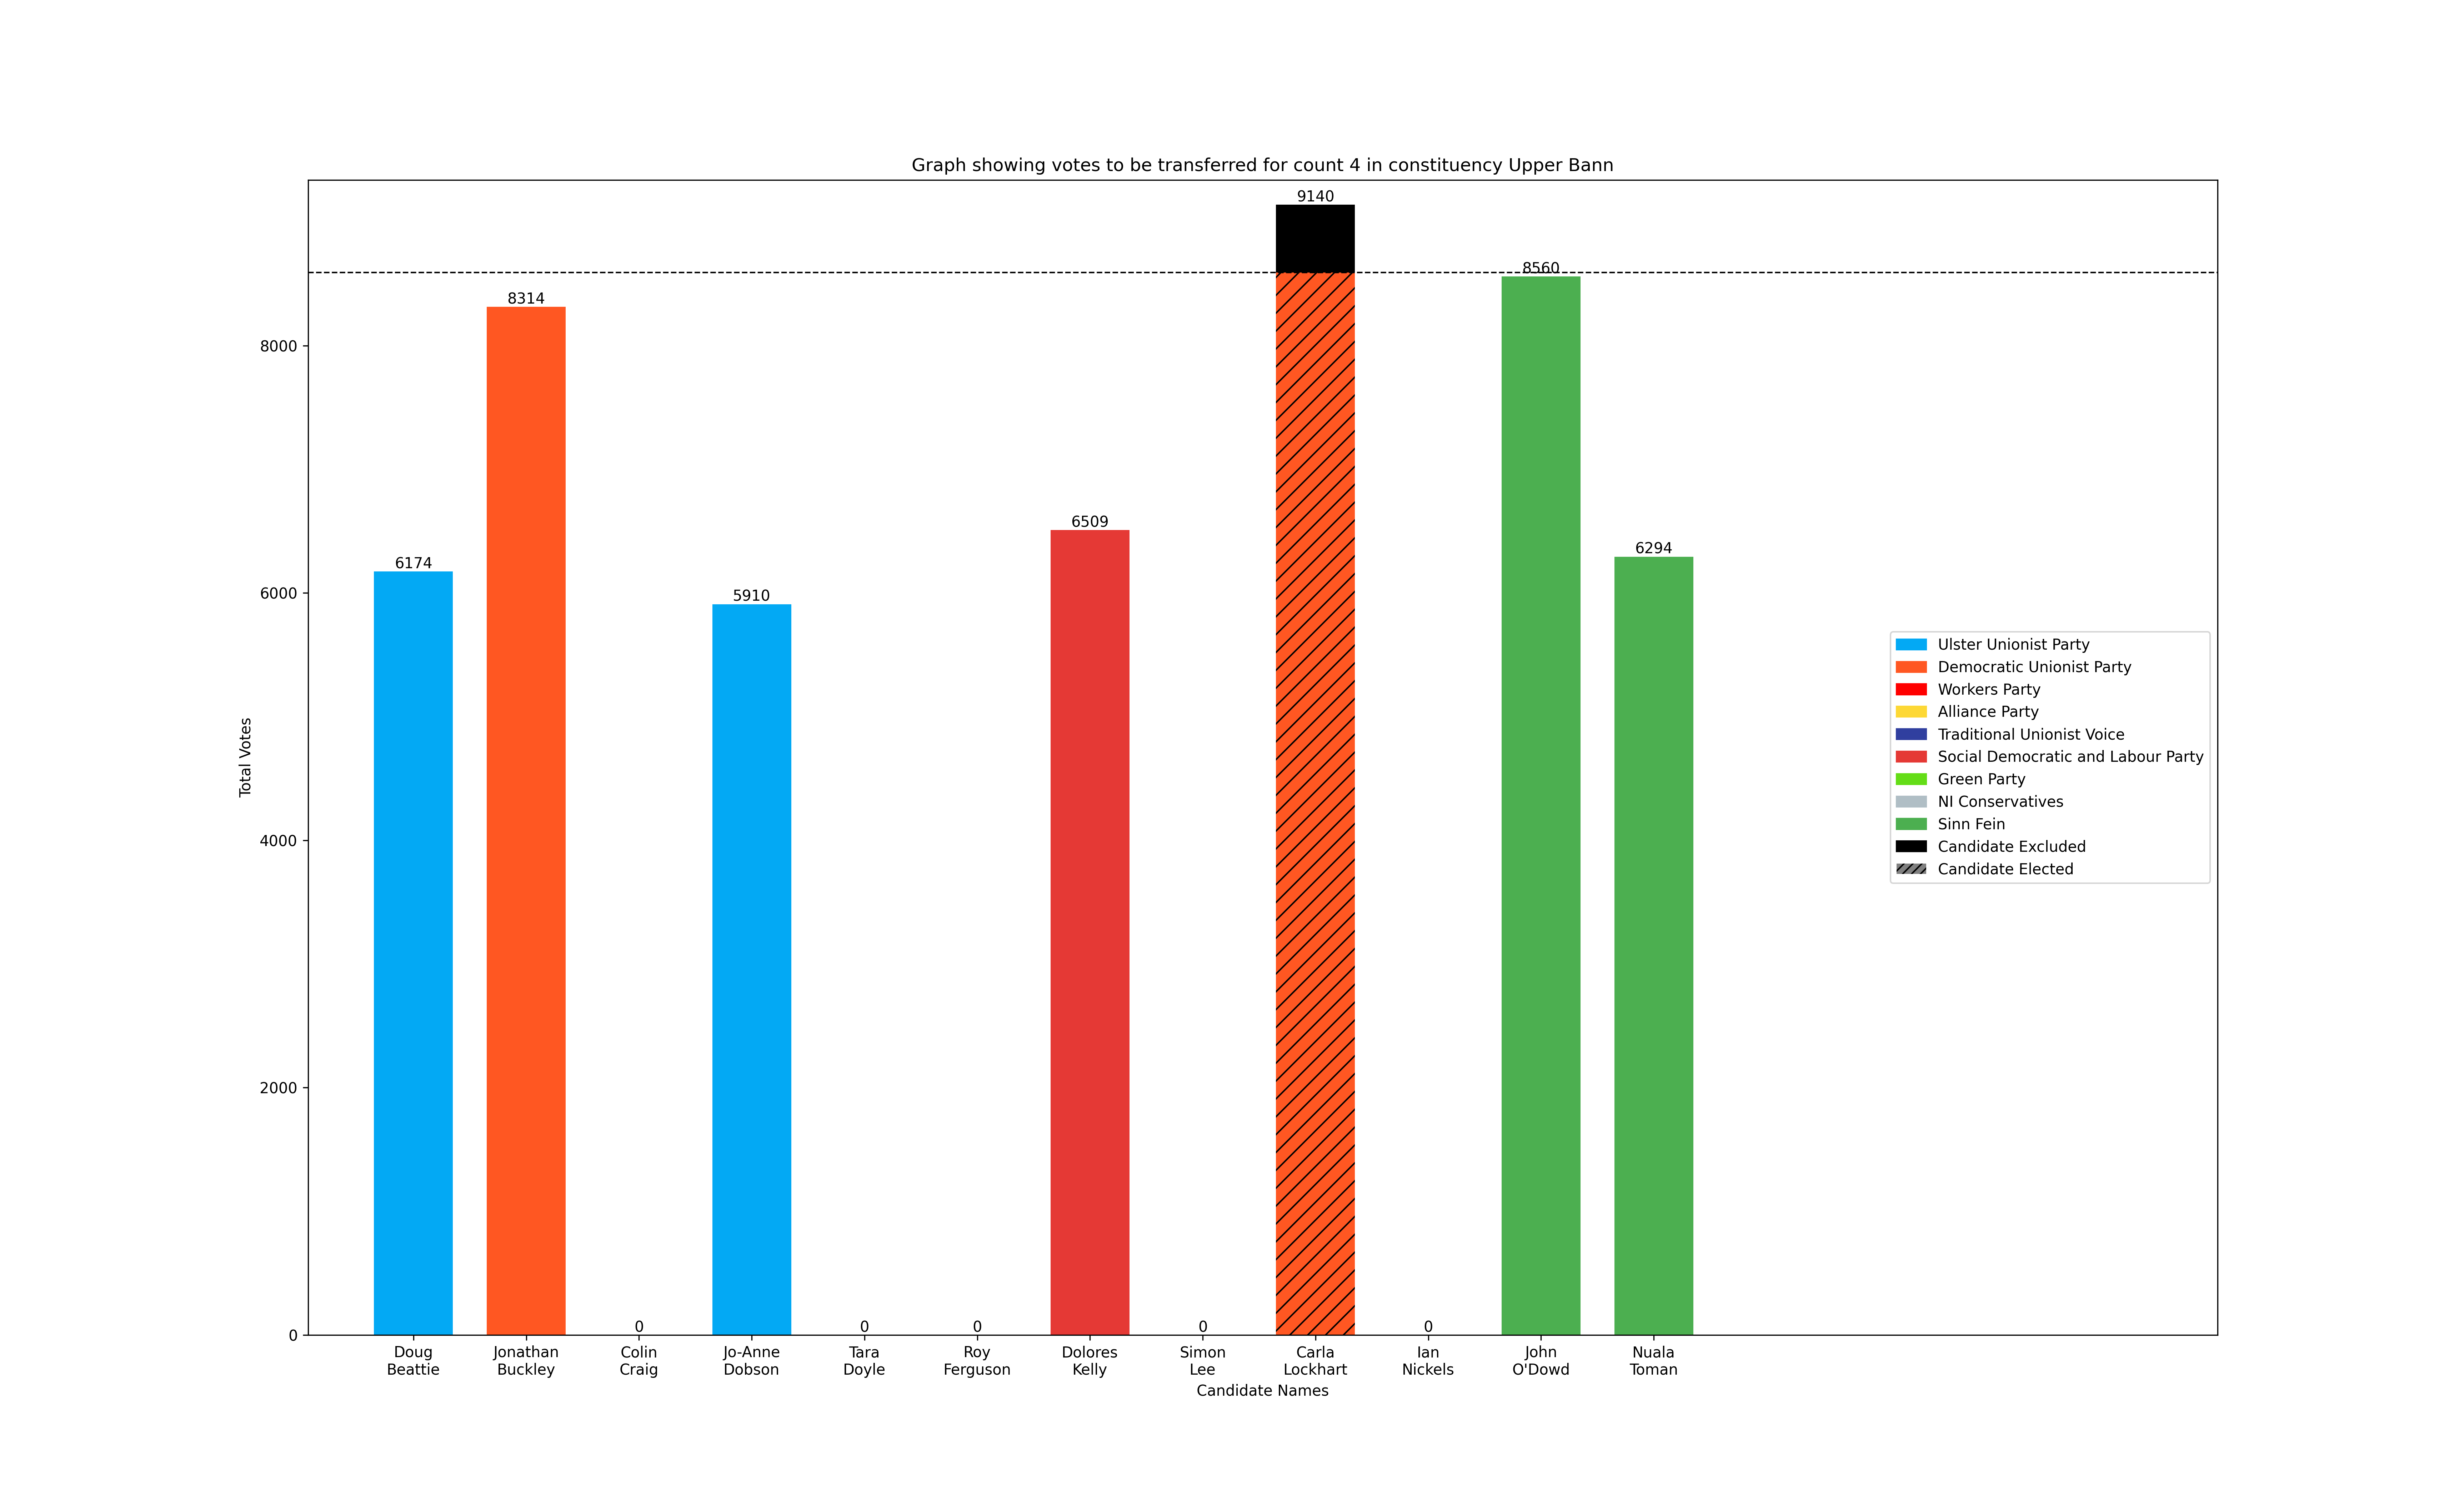 Graph showing votes to be transferred for count 4 in constituency Upper Bann
9140
8560
8314
8000
6509
6294
6174
6000
5910
Ulster Unionist Party
Democratic Unionist Party
Workers Party
Alliance Party
Traditional Unionist Voice
Social Democratic and Labour Party
Green Party
NI Conservatives
Sinn Fein
Candidate Excluded
Candidate Elected
Total Votes
4000
2000
0
0 0 0 0 0
Doug Jonathan Colin Jo-Anne Tara Roy Dolores Simon Carla Ian John Nuala
Beattie Buckley Craig Dobson Doyle Ferguson Kelly Lee Lockhart Nickels O'Dowd Toman
Candidate Names